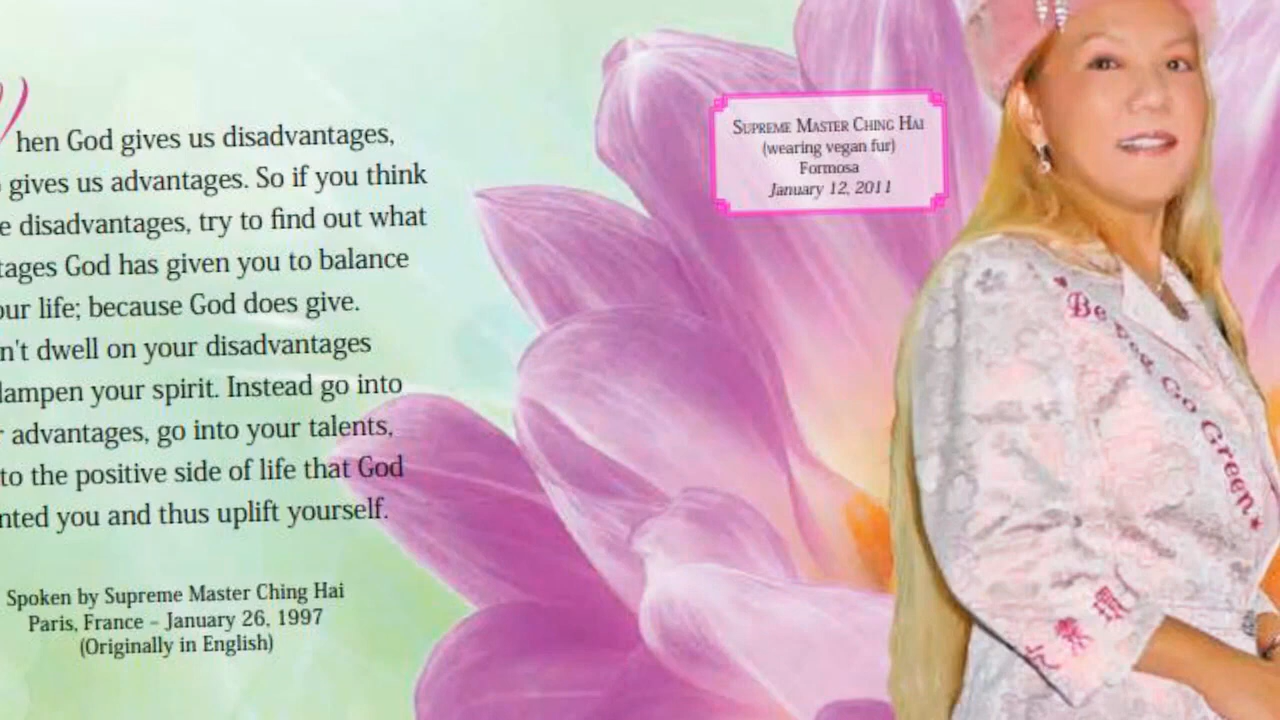 hen God gives us disadvantages,
gives us advantages. So if you think
e disadvantages, try to find out what
tages God has given you to balance
our life; because God does give.
n't dwell on your disadvantages
dampen your spirit. Instead go into
r advantages, go into your talents,
to the positive side of life that God
nted you and thus uplift yourself.
Spoken by Supreme Master Ching Hai
Paris, France – January 26, 1997
(Originally in English)
SUPREME MASTER CHING HAI
(wearing vegan fur)
Formosa
January 12, 2011
Be Go Green